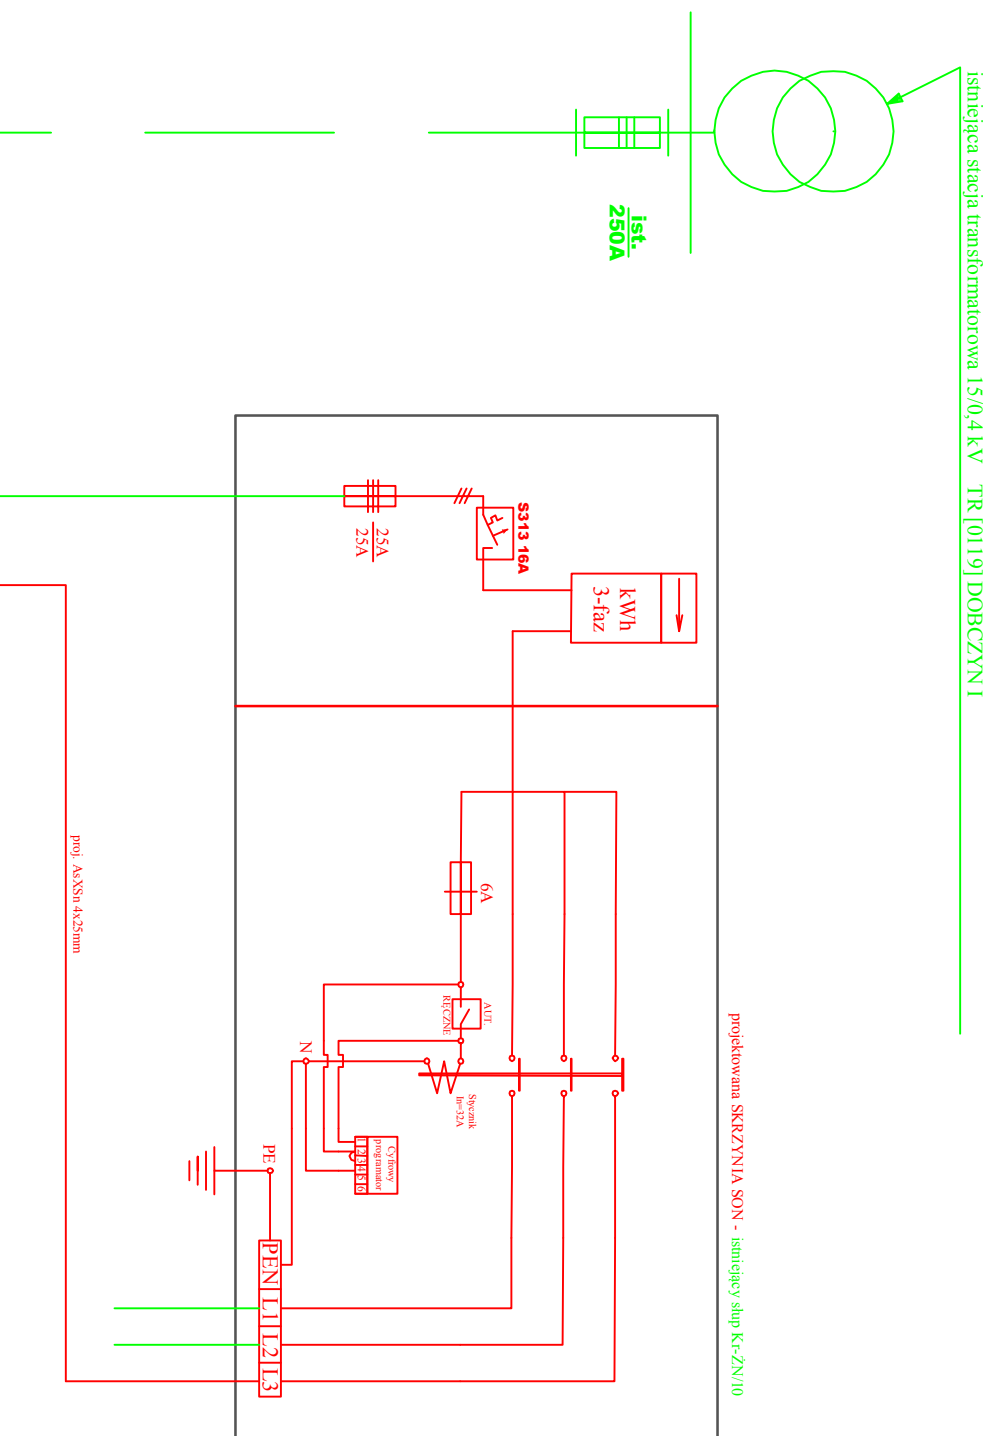 istniejąca stacja transformatorowa 15/0,4 kV TR [0119] DOBCZYN I
ist.
250A
projektowana SKRZYNIA SON - istniejący słup Kr-ŻN/10
S313 16A
25A
25A
kWh
3-faz
6A
AUT.
RĘCZNE
N
Stycznik
In=32A
Cyfrowy
programator
1 2 3 4 5 6
PE
PEN L1 L2 L3
proj. AsXSn 4x25mm